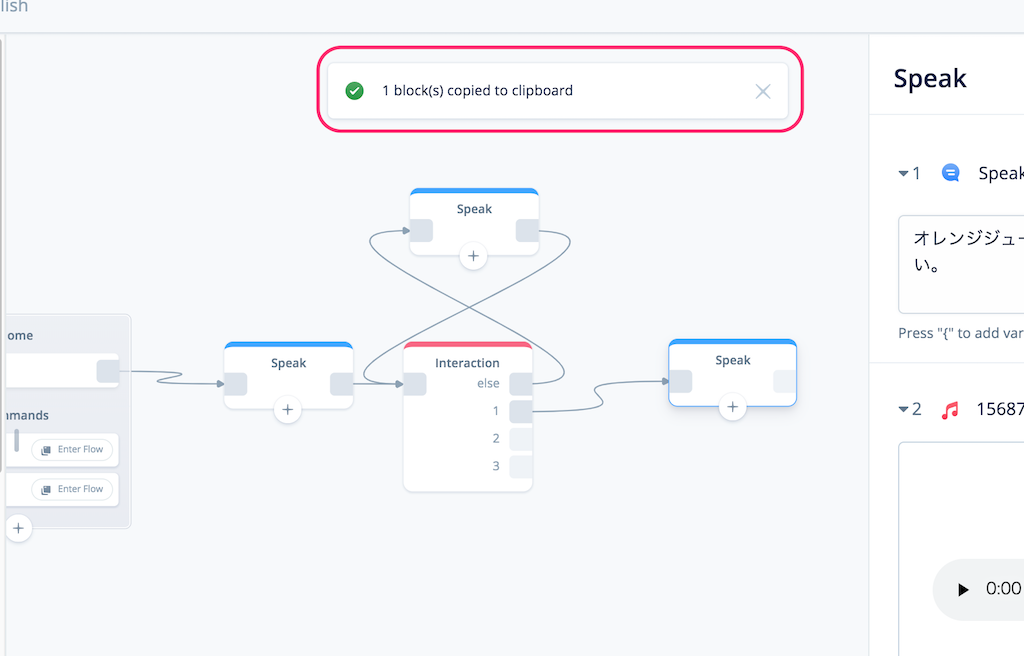 lish
1 block(s) copied to clipboard
Speak
1 Speak
オレンジジュー
い。
Press "{" to add var
2 15687
0:00
Speak
ome
Speak
Interaction
else
1
2
3
Speak
mmands
Enter Flow
Enter Flow